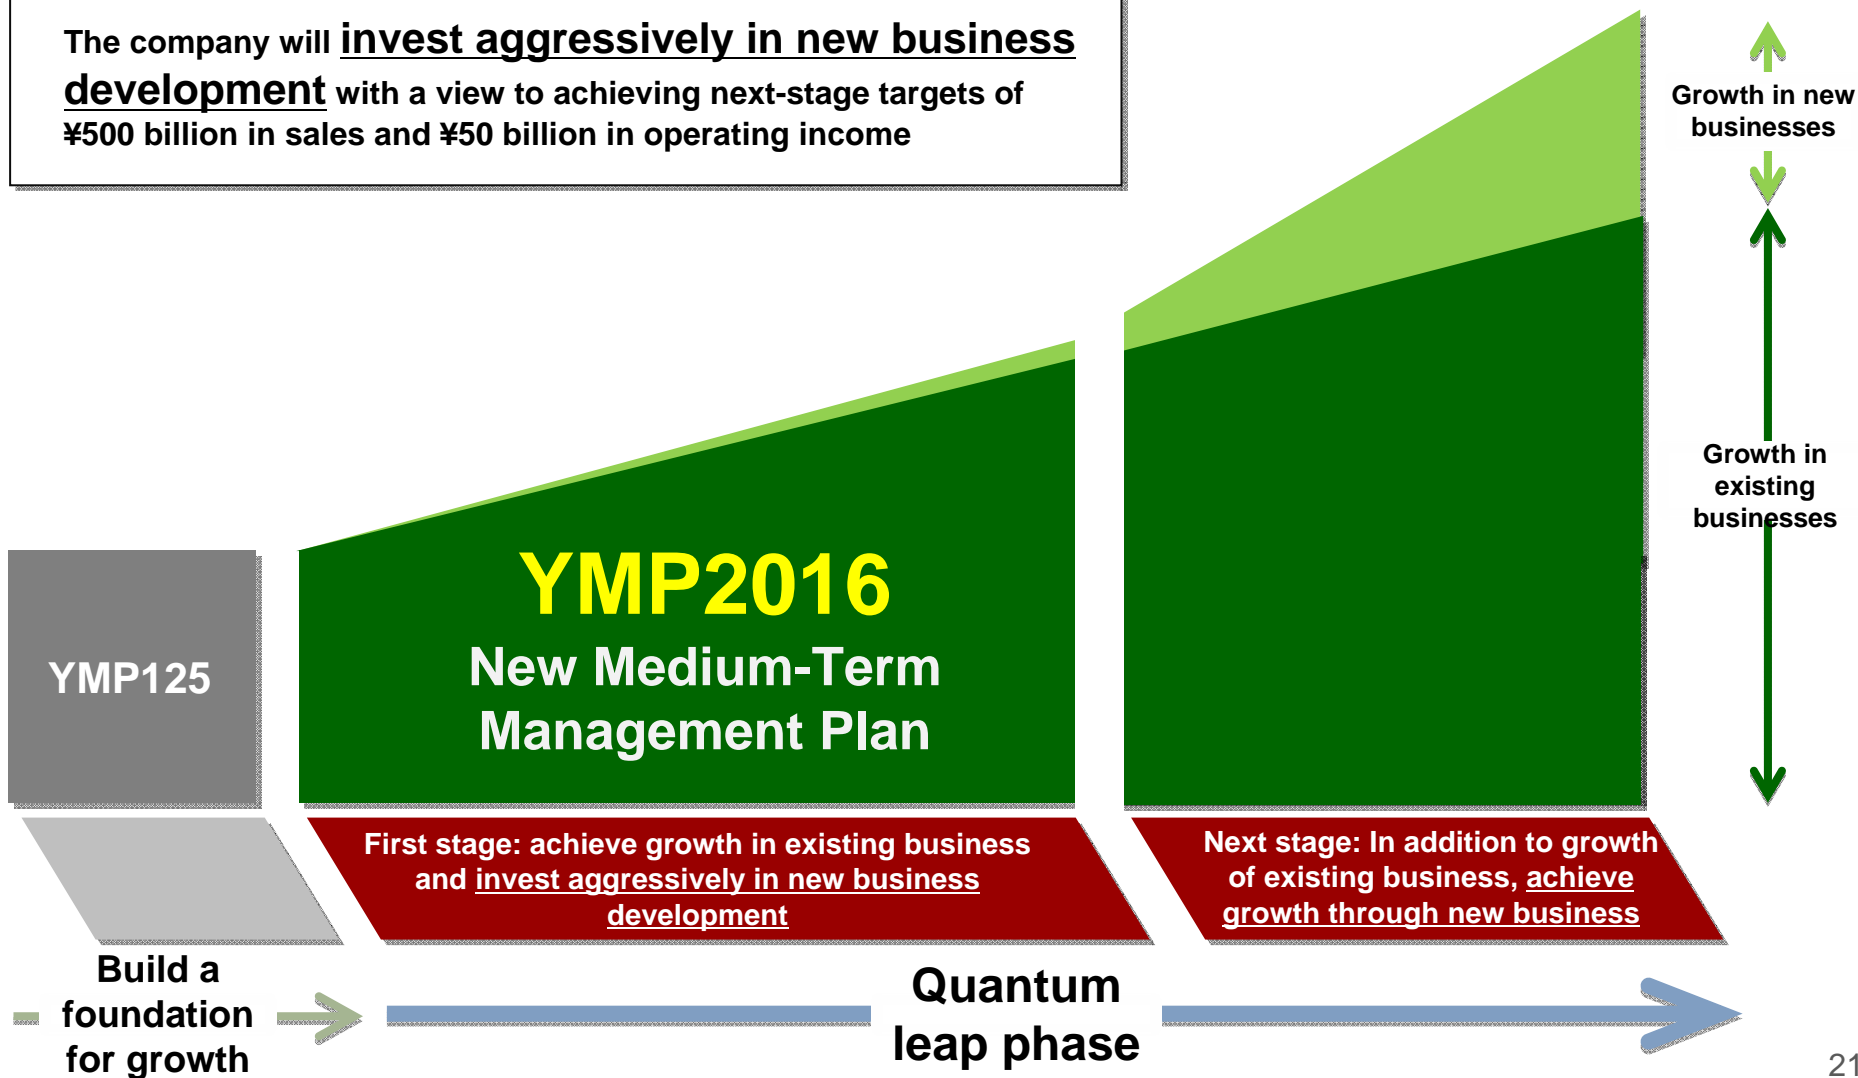 The company will invest aggressively in new business
development with a view to achieving next-stage targets of
¥500 billion in sales and ¥50 billion in operating income
Growth in new
businesses
Growth in
existing
businesses
YMP125
YMP2016
New Medium-Term
Management Plan
First stage: achieve growth in existing business
and invest aggressively in new business
development
Next stage: In addition to growth
of existing business, achieve
growth through new business
Build a
foundation
for growth
Quantum
leap phase
21